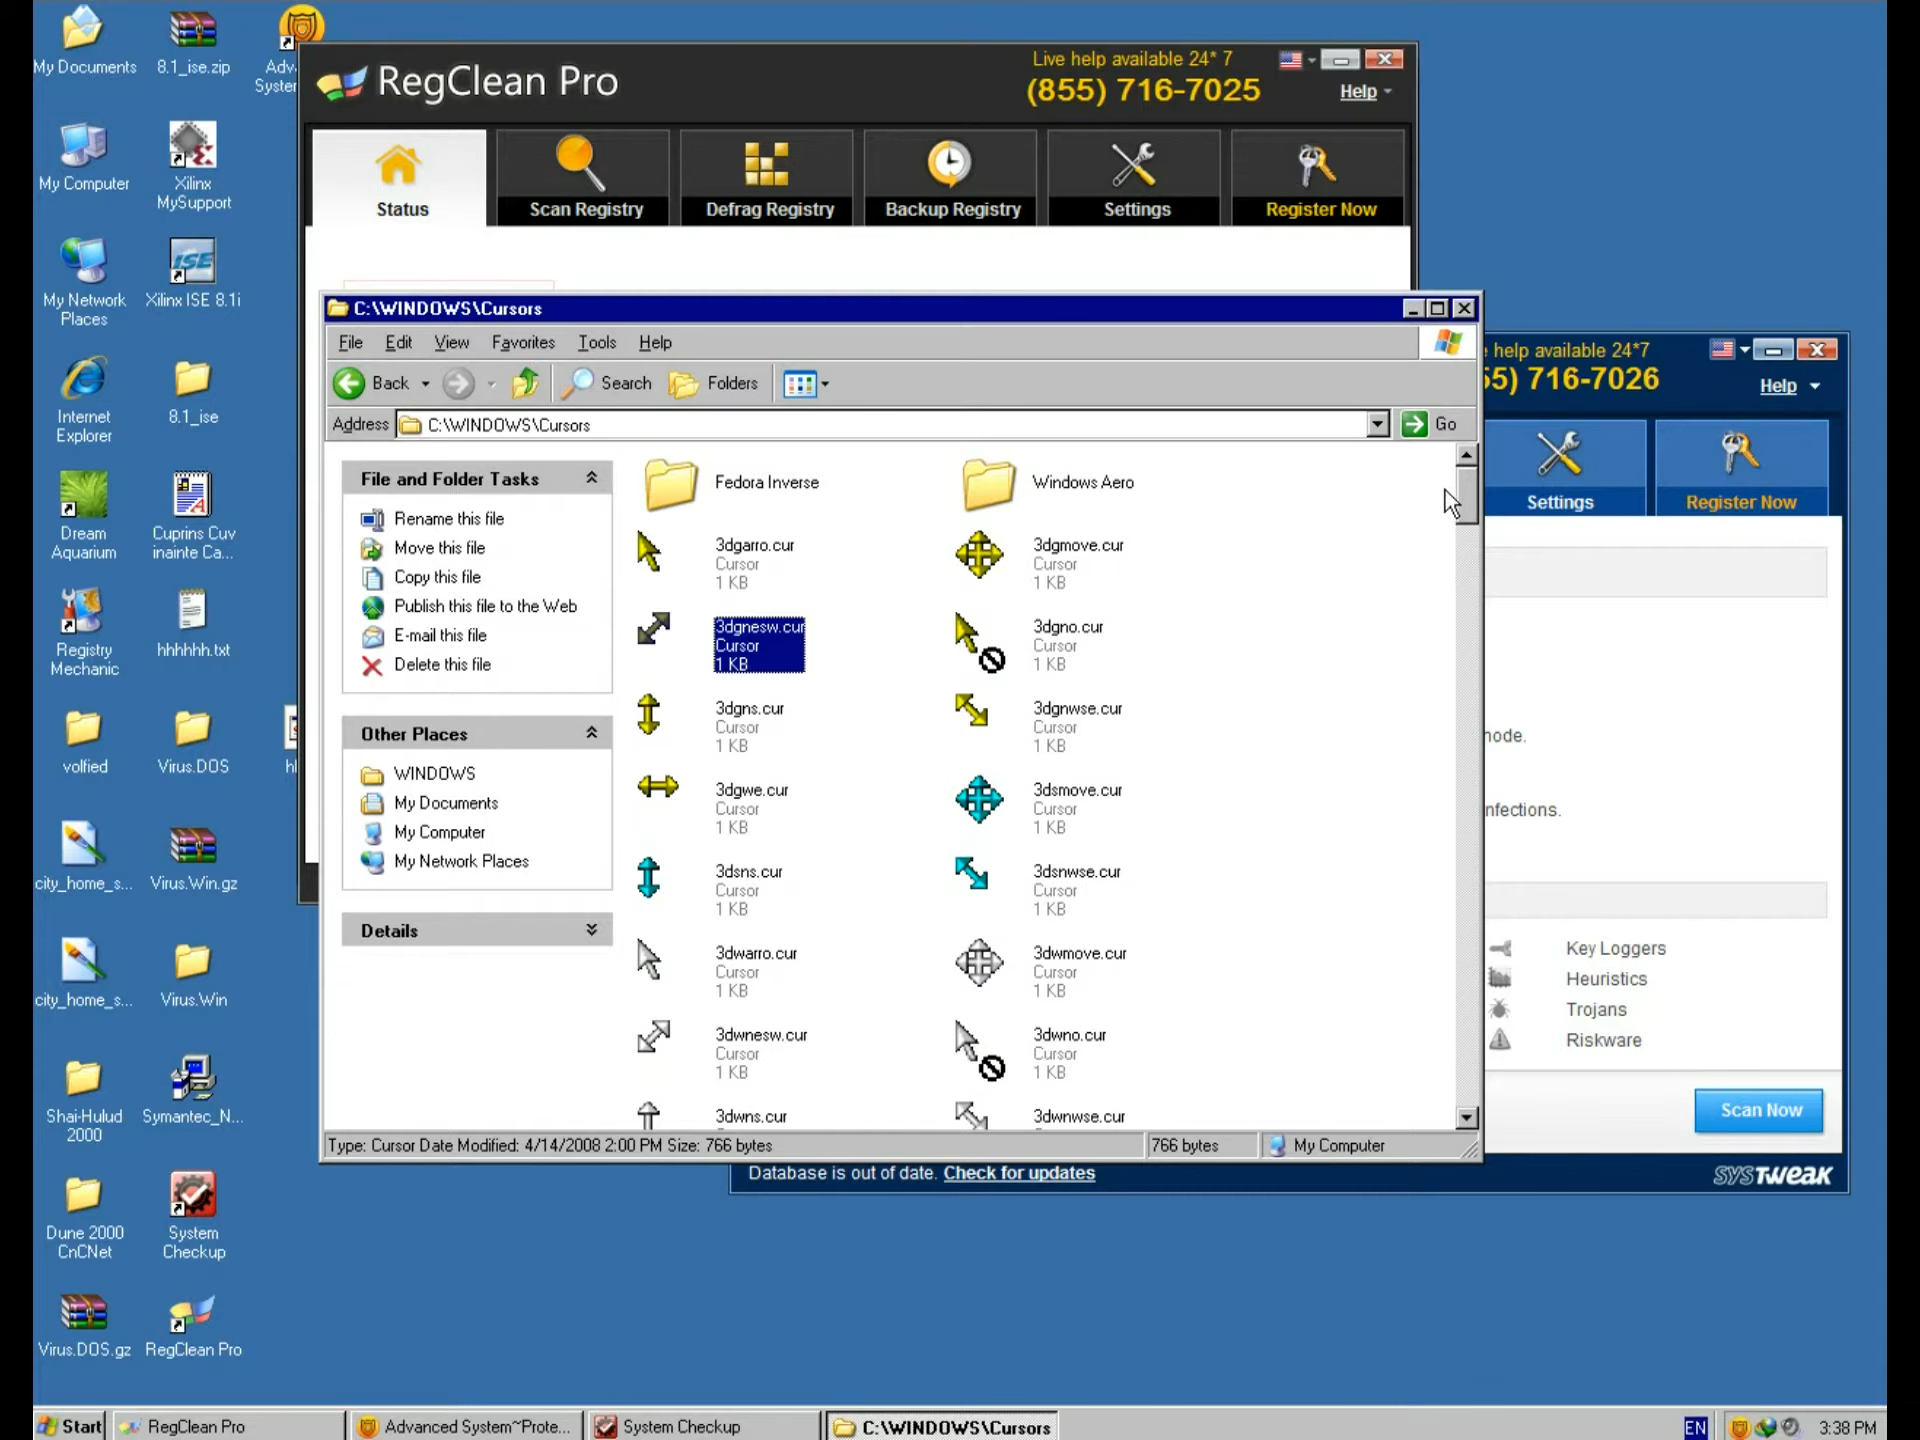 My Documents
8.1_ise.zip
Adv
System
My Computer
Xilinx
MySupport
My Network
Places
Xilinx ISE 8.1i
ISE
Internet
Explorer
8.1_ise
Dream
Aquarium
Cuprins Cuv
inainte Ca...
Registry
Mechanic
hhhhhh.txt
volfied
Virus.DOS
city_home_s...
Virus.Win.gz
city_home_s...
Virus.Win
Shai-Hulud
2000
Symantec_N...
Dune 2000
CnCNet
System
Checkup
Virus.DOS.gz
RegClean Pro
RegClean Pro
Live help available 24* 7
(855) 716-7025
Help
Status
Scan Registry
Defrag Registry
Backup Registry
Settings
Register Now
C:\WINDOWS\Cursors
File Edit View Favorites Tools Help
Back Search Folders
Address C:\WINDOWS\Cursors Go
File and Folder Tasks
Rename this file
Move this file
Copy this file
Publish this file to the Web
E-mail this file
Delete this file
Other Places
WINDOWS
My Documents
My Computer
My Network Places
Details
Fedora Inverse
Windows Aero
3dgarro.cur
Cursor
1 KB
3dgmove.cur
Cursor
1 KB
3dgnesw.cur
Cursor
1 KB
3dgno.cur
Cursor
1 KB
3dgns.cur
Cursor
1 KB
3dgnwse.cur
Cursor
1 KB
3dgwe.cur
Cursor
1 KB
3dsmove.cur
Cursor
1 KB
3dsns.cur
Cursor
1 KB
3dsnwse.cur
Cursor
1 KB
3dwarro.cur
Cursor
1 KB
3dwmove.cur
Cursor
1 KB
3dwnesw.cur
Cursor
1 KB
3dwno.cur
Cursor
1 KB
3dwns.cur
3dwnwse.cur
Type: Cursor Date Modified: 4/14/2008 2:00 PM Size: 766 bytes
766 bytes
My Computer
help available 24*7
55) 716-7026
Help
Settings
Register Now
node.
nfections.
Key Loggers
Heuristics
Trojans
Riskware
Scan Now
Database is out of date. Check for updates
SYSTWEAK
Start
RegClean Pro
Advanced System~Prote...
System Checkup
C:\WINDOWS\Cursors
EN
3:38 PM